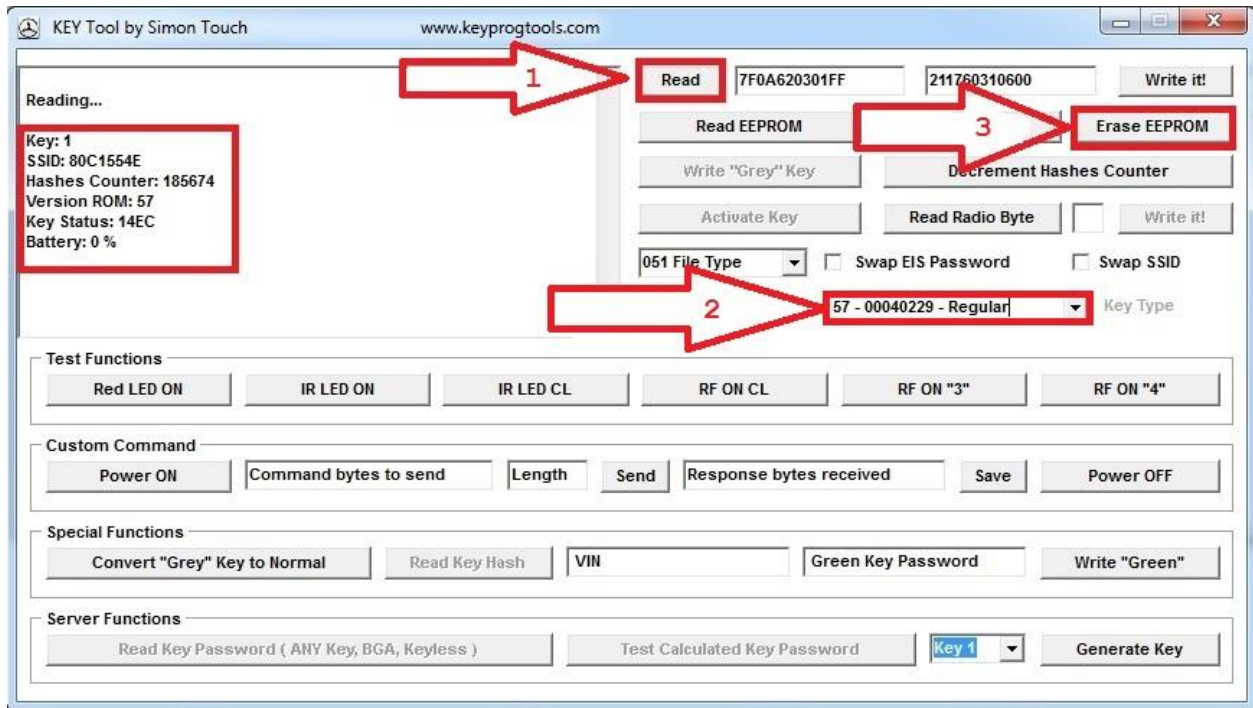 KEY Tool by Simon Touch www.keyprogtools.com
Reading...
Key: 1
SSID: 80C1554E
Hashes Counter: 185674
Version ROM: 57
Key Status: 14EC
Battery: 0 %
1
Read 7F0A620301FF 211760310600 Write it!
Read EEPROM 3 Erase EEPROM
Write "Grey" Key Decrement Hashes Counter
Activate Key Read Radio Byte Write it!
051 File Type Swap EIS Password Swap SSID
2 57 - 00040229 - Regular Key Type
Test Functions
Red LED ON IR LED ON IR LED CL RF ON CL RF ON "3" RF ON "4"
Custom Command
Power ON Command bytes to send Length Send Response bytes received Save Power OFF
Special Functions
Convert "Grey" Key to Normal Read Key Hash VIN Green Key Password Write "Green"
Server Functions
Read Key Password ( ANY Key, BGA, Keyless ) Test Calculated Key Password Key 1 Generate Key